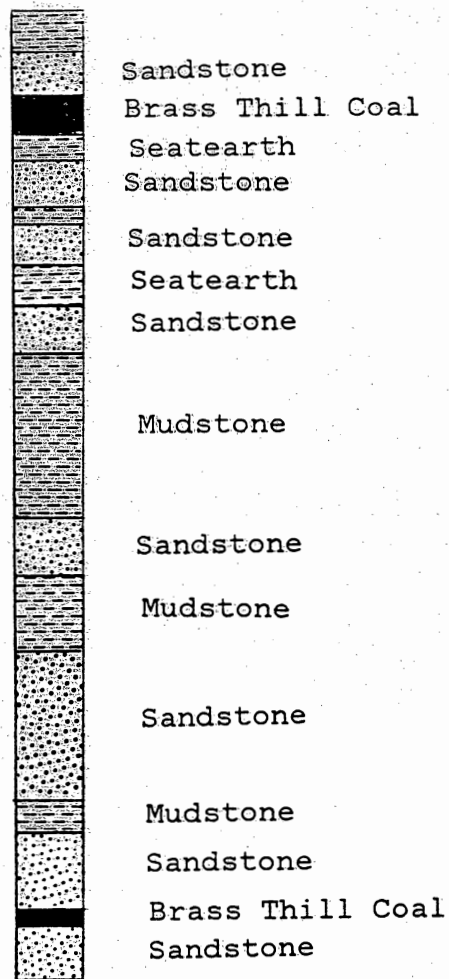 Sandstone
Brass Thill Coal
Seatearth
Sandstone
Sandstone
Seatearth
Sandstone
Mudstone
Sandstone
Mudstone
Sandstone
Mudstone
Sandstone
Brass Thill Coal
Sandstone